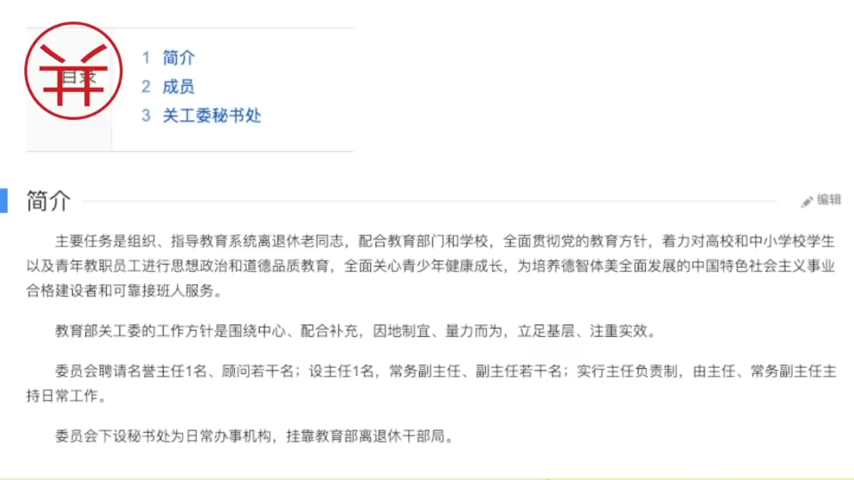 目录
1 简介
2 成员
3 关工委秘书处
简介
编辑
主要任务是组织、指导教育系统离退休老同志，配合教育部门和学校，全面贯彻党的教育方针，着力对高校和中小学校学生
以及青年教职员工进行思想政治和道德品质教育，全面关心青少年健康成长，为培养德智体美全面发展的中国特色社会主义事业
合格建设者和可靠接班人服务。
教育部关工委的工作方针是围绕中心、配合补充，因地制宜、量力而为，立足基层、注重实效。
委员会聘请名誉主任1名、顾问若干名；设主任1名，常务副主任、副主任若干名；实行主任负责制，由主任、常务副主任主
持日常工作。
委员会下设秘书处为日常办事机构，挂靠教育部离退休干部局。